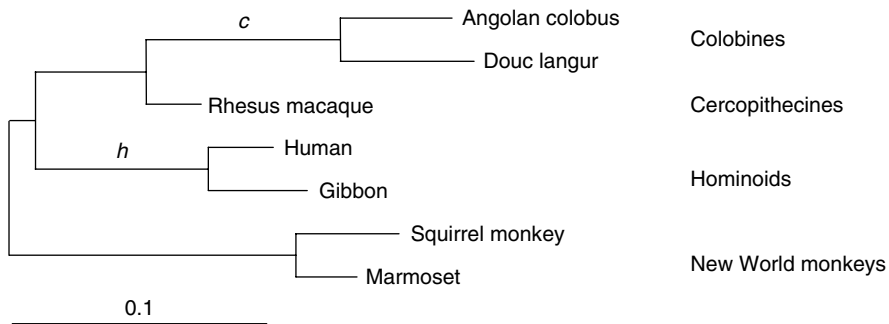 c
Angolan colobus
Douc langur
Colobines
Rhesus macaque
Cercopithecines
h
Human
Gibbon
Hominoids
Squirrel monkey
Marmoset
New World monkeys
0.1